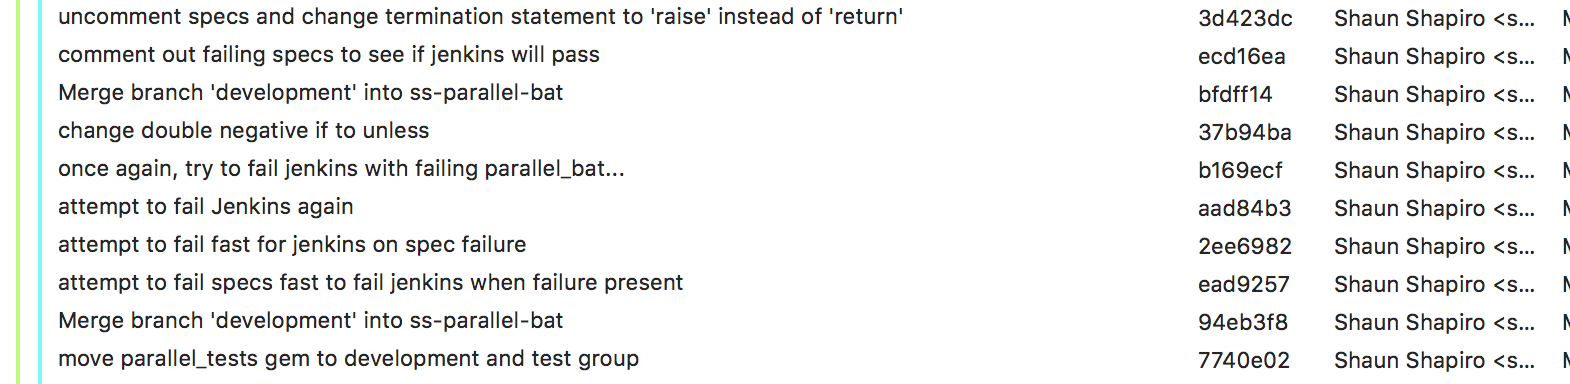 uncomment specs and change termination statement to 'raise' instead of 'return' 3d423dc Shaun Shapiro <s... M
comment out failing specs to see if jenkins will pass ecd16ea Shaun Shapiro <s... M
Merge branch 'development' into ss-parallel-bat bfdff14 Shaun Shapiro <s... M
change double negative if to unless 37b94ba Shaun Shapiro <s... M
once again, try to fail jenkins with failing parallel_bat... b169ecf Shaun Shapiro <s... M
attempt to fail Jenkins again aad84b3 Shaun Shapiro <s... M
attempt to fail fast for jenkins on spec failure 2ee6982 Shaun Shapiro <s... M
attempt to fail specs fast to fail jenkins when failure present ead9257 Shaun Shapiro <s... M
Merge branch 'development' into ss-parallel-bat 94eb3f8 Shaun Shapiro <s... M
move parallel_tests gem to development and test group 7740e02 Shaun Shapiro <s... M